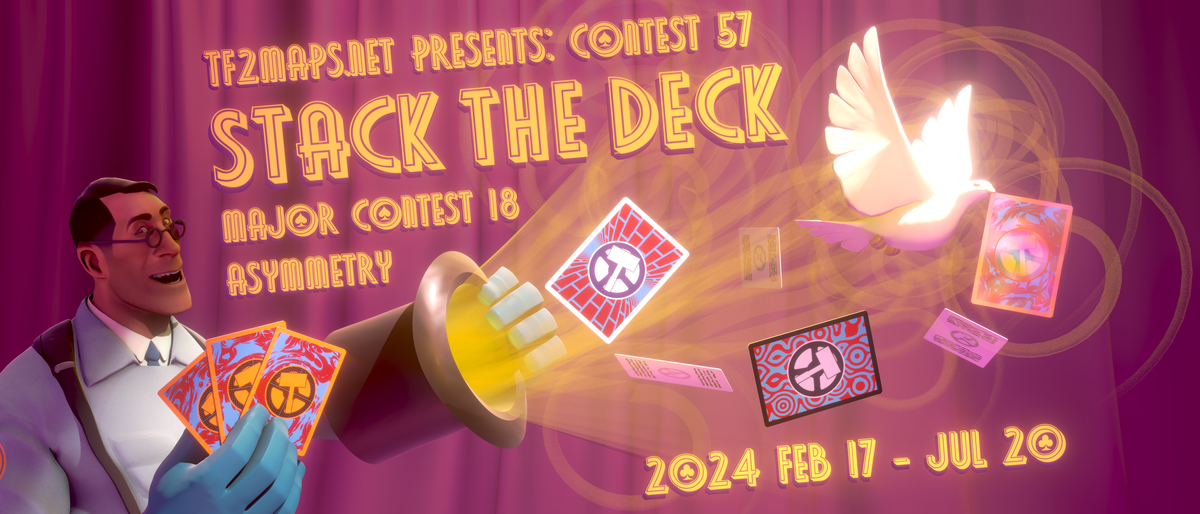 TF2MAPS.NET PRESENTS: CONTEST 57
STACK THE DECK
MAJOR CONTEST 18
ASYMMETRY
2024 FEB 17 - JUL 20